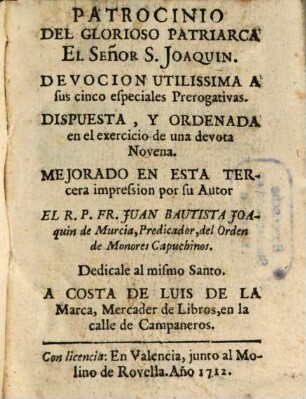 PATROCINIO
DEL GLORIOSO PATRIARCA
EL SEÑOR S. JOAQUIN.
DEVOCION UTILISSIMA A
sus cinco especiales Prerogativas.
DISPUESTA, Y ORDENADA
en el exercicio de una devota
Novena.
MEJORADO EN ESTA TER-
cera impression por su Autor
EL R. P. FR. JUAN BAUTISTA JOA-
quin de Murcia, Predicador, del Orden
de Monores Capuchinos.
Dedicale al mismo Santo.
A COSTA DE LUIS DE LA
Marca, Mercader de Libros, en la
calle de Campaneros.
Con licencia: En Valencia, junto al Mo-
lino de Rovella. Año 1712.